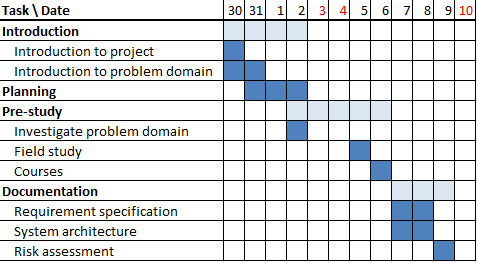 Task \ Date 30 31 1 2 3 4 5 6 7 8 9 10
Introduction
Introduction to project
Introduction to problem domain
Planning
Pre-study
Investigate problem domain
Field study
Courses
Documentation
Requirement specification
System architecture
Risk assessment